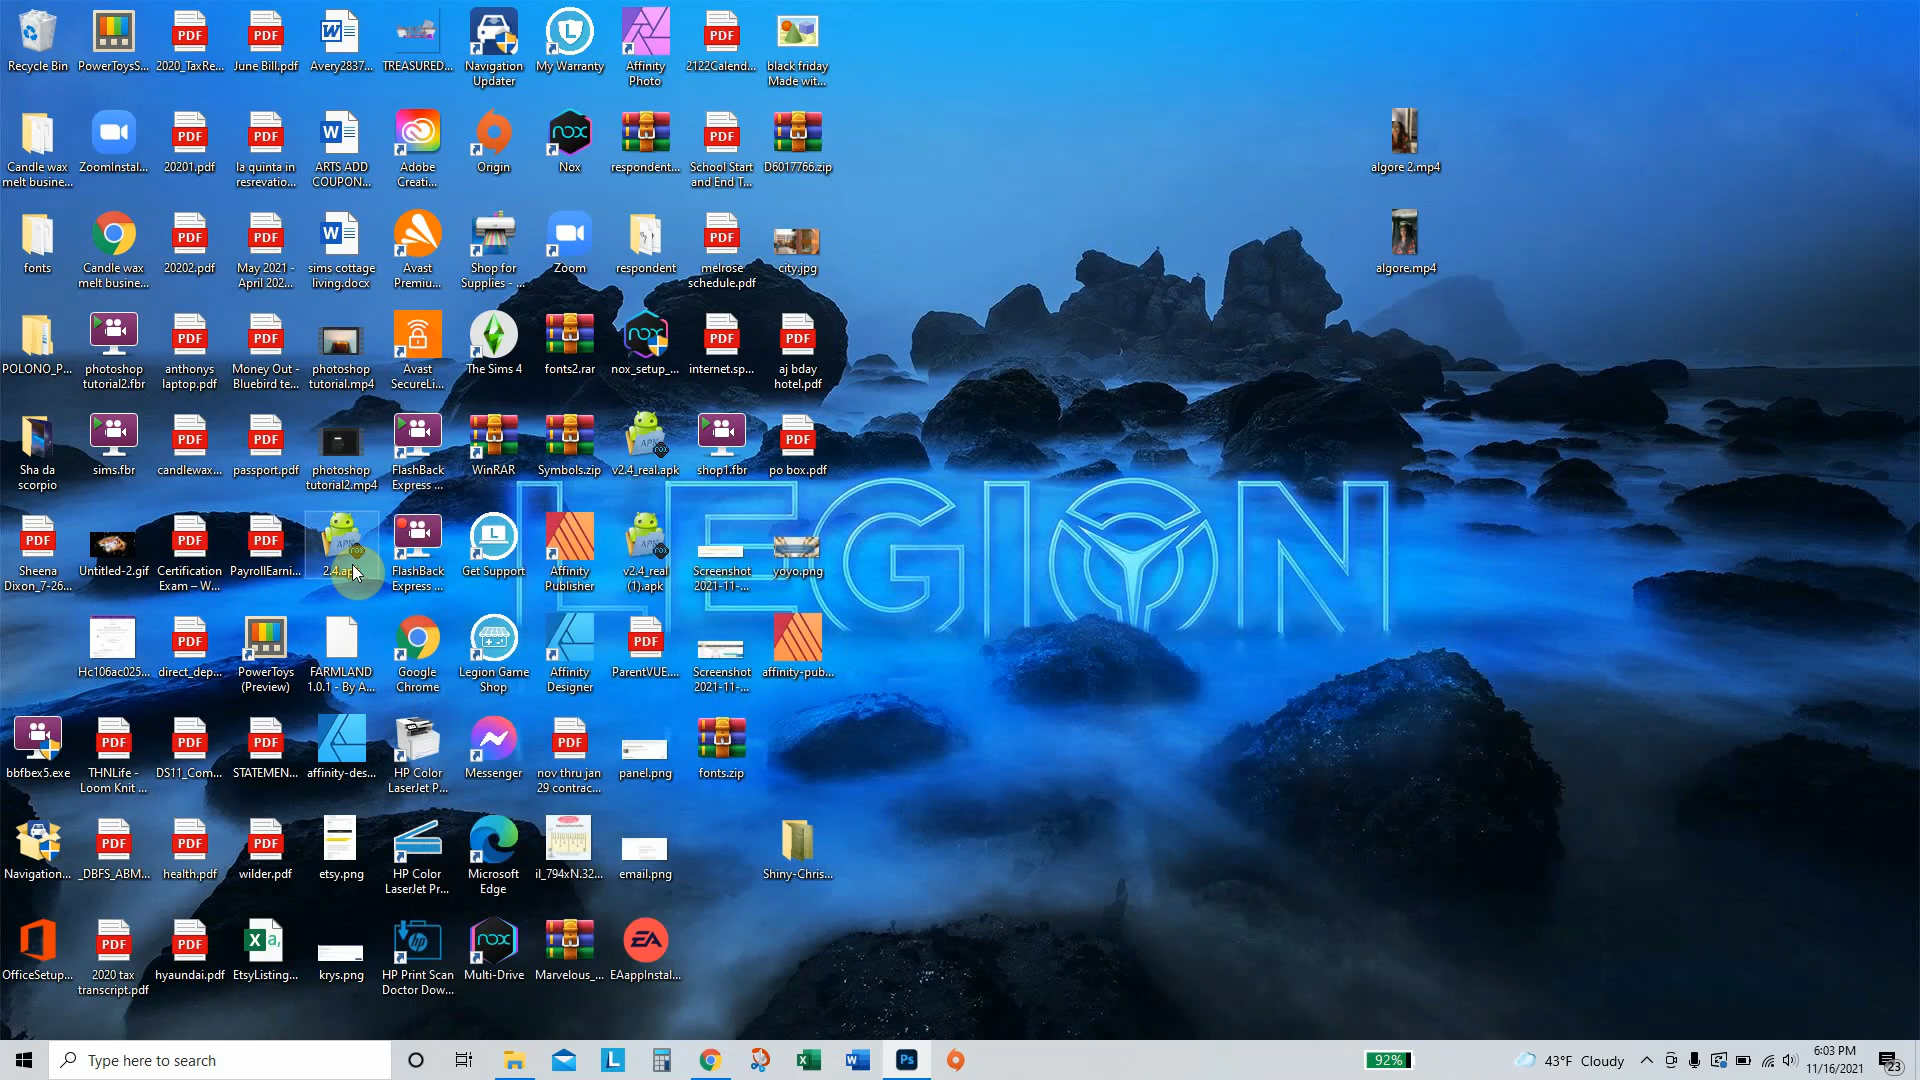 Recycle Bin
PowerToysS...
2020_TaxRe...
June Bill.pdf
Avery2837...
TREASURED...
Navigation
Updater
My Warranty
Affinity
Photo
2122Calend...
black friday
Made wit...
Candle wax
melt busine...
ZoomInstal...
20201.pdf
la quinta in
resrevatio...
ARTS ADD
COUPON...
Adobe
Creati...
Origin
Nox
respondent...
School Start
and End T...
D6017766.zip
algore 2.mp4
fonts
Candle wax
melt busine...
20202.pdf
May 2021 -
April 202...
sims cottage
living.docx
Avast
Premiu...
Shop for
Supplies - ...
Zoom
respondent
melrose
schedule.pdf
city.jpg
algore.mp4
POLONO_P...
photoshop
tutorial2.fbr
anthonys
laptop.pdf
Money Out -
Bluebird te...
photoshop
tutorial.mp4
Avast
SecureLi...
The Sims 4
fonts2.rar
nox_setup_...
internet.sp...
aj bday
hotel.pdf
Sha da
scorpio
sims.fbr
candlewax...
passport.pdf
photoshop
tutorial2.mp4
FlashBack
Express ...
WinRAR
Symbols.zip
v2.4_real.apk
shop1.fbr
po box.pdf
LEGION
Sheena
Dixon_7-26...
Untitled-2.gif
Certification
Exam – W...
PayrollEarni...
FlashBack
Express ...
Get Support
Affinity
Publisher
v2.4_real
(1).apk
Screenshot
2021-11-...
yoyo.png
Hc106ac025...
direct_dep...
PowerToys
(Preview)
FARMLAND
1.0.1 - By A...
Google
Chrome
Legion Game
Shop
Affinity
Designer
ParentVUE....
Screenshot
2021-11-...
affinity-pub...
bbfbex5.exe
THNLife -
Loom Knit ...
DS11_Com...
STATEMEN...
affinity-des...
HP Color
LaserJet P...
Messenger
nov thru jan
29 contrac...
panel.png
fonts.zip
Navigation...
_DBFS_ABM...
health.pdf
wilder.pdf
etsy.png
HP Color
LaserJet Pr...
Microsoft
Edge
il_794xN.32...
email.png
Shiny-Chris...
OfficeSetup...
2020 tax
transcript.pdf
hyaundai.pdf
EtsyListing...
krys.png
HP Print Scan
Doctor Dow...
Multi-Drive
Marvelous_...
EAappInstal...
Type here to search
92%
43°F Cloudy
6:03 PM
11/16/2021
23